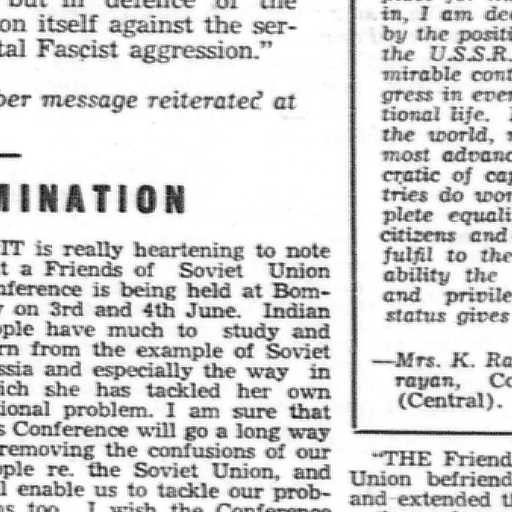 but in defence of the
on itself against the ser-
tal Fascist aggression."
ber message reiterated at
MINATION
IT is really heartening to note
t a Friends of Soviet Union
nference is being held at Bom-
y on 3rd and 4th June. Indian
ople have much to study and
rn from the example of Soviet
ssia and especially the way in
ich she has tackled her own
ional problem. I am sure that
s Conference will go a long way
removing the confusions of our
ople re. the Soviet Union, and
l enable us to tackle our prob-
ms too. I wish the Conference
in, I am dee
by the positi
the U.S.S.R.
mirable cont
gress in ever
tional life.
the world,
most advanc
cratic of cap
tries do wor
plete equali
citizens and
fulfil to the
ability the
and privile
status gives
—Mrs. K. Ra
rayan, Co
(Central).
"THE Friend
Union befriend
and extended th